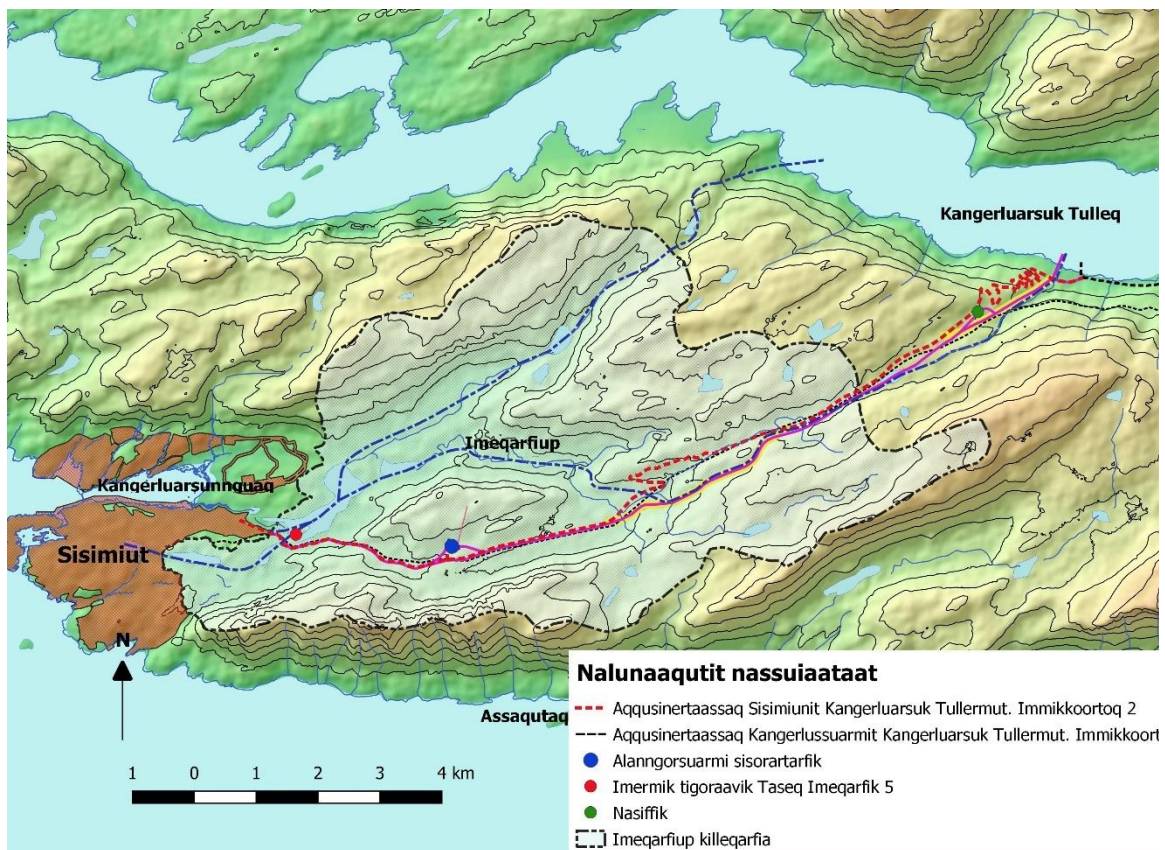 Kangerluarsuk Tulleq
Imeqarfiup
Kangerluarsunnguaq
Sisimiut
N
Assaqutaq
1 0 1 2 3 4 km
Nalunaaqutit nassuiaataat
Aqqusinertaassaq Sisimiunit Kangerluarsuk Tullermut. Immikkoortoq 2
Aqqusinertaassaq Kangerlussuarmit Kangerluarsuk Tullermut. Immikkoort
Alanngorsuarmi sisorartarfik
Imermik tigoraavik Taseq Imeqarfik 5
Nasiffik
Imeqarfiup killeqarfia